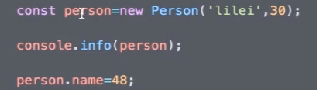 const person=new Person('lilei',30);
console.info(person);
person.name=48;